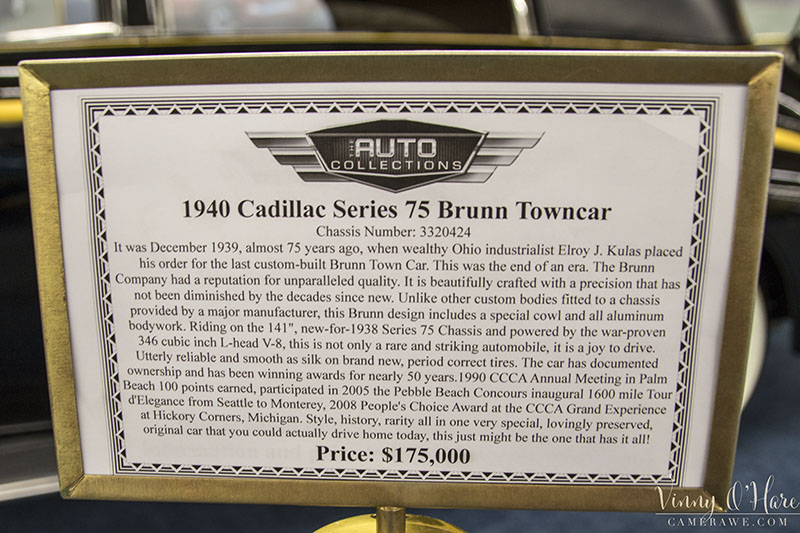 THE AUTO
COLLECTIONS
1940 Cadillac Series 75 Brunn Towncar
Chassis Number: 3320424
It was December 1939, almost 75 years ago, when wealthy Ohio industrialist Elroy J. Kulas placed
his order for the last custom-built Brunn Town Car. This was the end of an era. The Brunn
Company had a reputation for unparalleled quality. It is beautifully crafted with a precision that has
not been diminished by the decades since new. Unlike other custom bodies fitted to a chassis
provided by a major manufacturer, this Brunn design includes a special cowl and all aluminum
bodywork. Riding on the 141", new-for-1938 Series 75 Chassis and powered by the war-proven
346 cubic inch L-head V-8, this is not only a rare and striking automobile, it is a joy to drive.
Utterly reliable and smooth as silk on brand new, period correct tires. The car has documented
ownership and has been winning awards for nearly 50 years.1990 CCCA Annual Meeting in Palm
Beach 100 points earned, participated in 2005 the Pebble Beach Concours inaugural 1600 mile Tour
d'Elegance from Seattle to Monterey, 2008 People's Choice Award at the CCCA Grand Experience
at Hickory Corners, Michigan. Style, history, rarity all in one very special, lovingly preserved,
original car that you could actually drive home today, this just might be the one that has it all!
Price: $175,000
Vinny O'Hare
CAMERAWE.COM